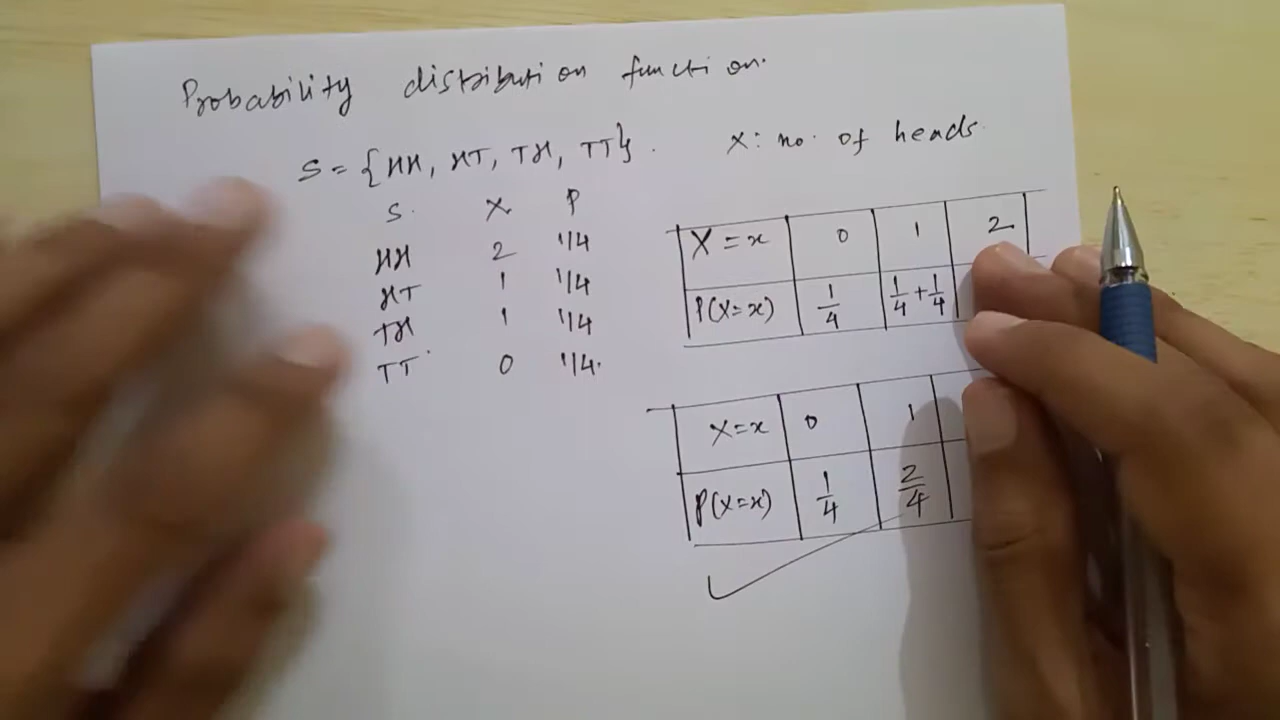 Probability distribution function.
S = {HH, HT, TH, TT}. X: no. of heads.
S. X P
HH 2 1/4
HT 1 1/4
TH 1 1/4
TT 0 1/4.
X = x 0 1 2
P(X=x) 1/4 1/4 + 1/4
X=x 0 1
P(X=x) 1/4 2/4